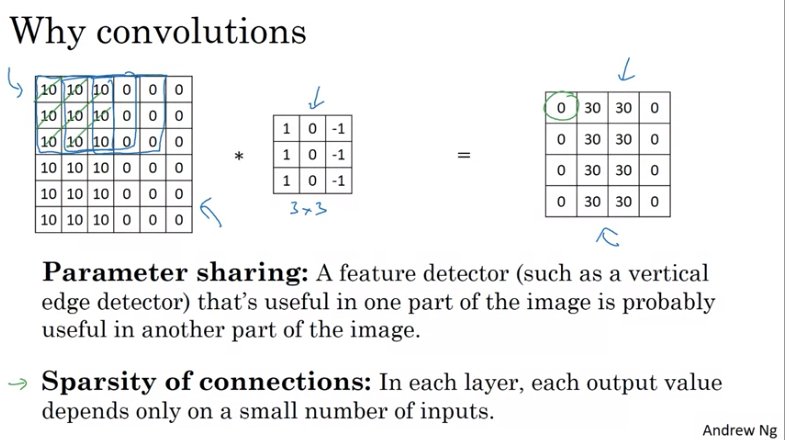 Why convolutions
10 10 10 0 0 0
10 10 10 0 0 0
10 10 10 0 0 0
10 10 10 0 0 0
10 10 10 0 0 0
10 10 10 0 0 0
*
1 0 -1
1 0 -1
1 0 -1
3×3
=
0 30 30 0
0 30 30 0
0 30 30 0
0 30 30 0
Parameter sharing: A feature detector (such as a vertical
edge detector) that’s useful in one part of the image is probably
useful in another part of the image.
→ Sparsity of connections: In each layer, each output value
depends only on a small number of inputs.
Andrew Ng